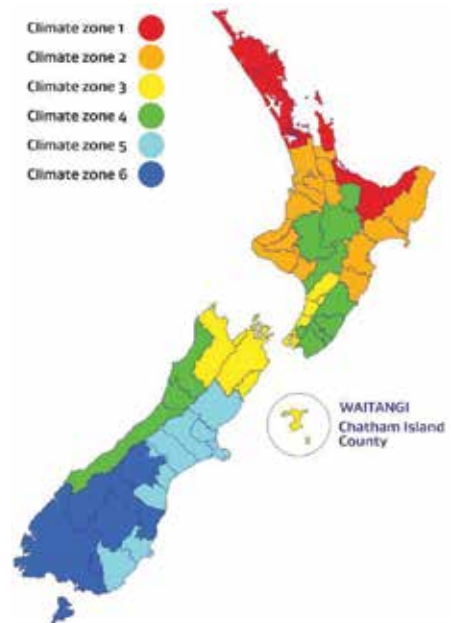 Climate zone 1
Climate zone 2
Climate zone 3
Climate zone 4
Climate zone 5
Climate zone 6
WAITANGI
Chatham Island
County